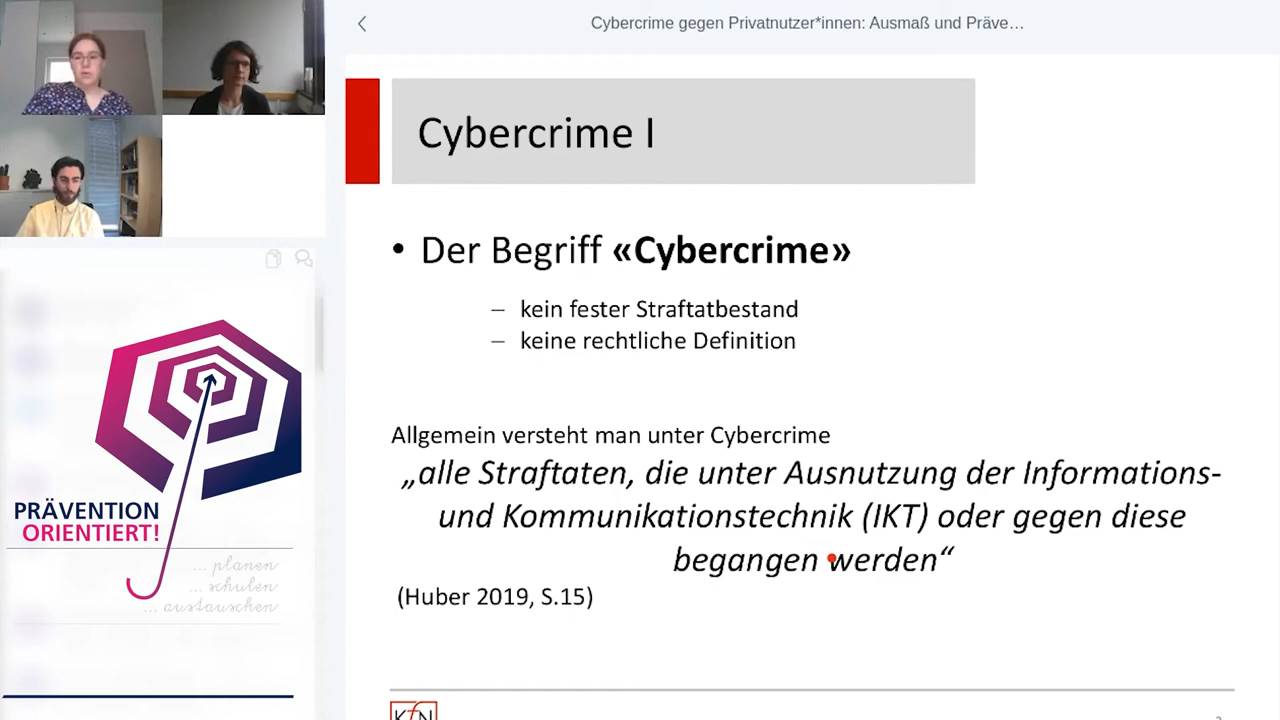 Cybercrime gegen Privatnutzer*innen: Ausmaß und Präve…
Cybercrime I
• Der Begriff «Cybercrime»
– kein fester Straftatbestand
– keine rechtliche Definition
Allgemein versteht man unter Cybercrime
„alle Straftaten, die unter Ausnutzung der Informations-
und Kommunikationstechnik (IKT) oder gegen diese
begangen werden“
(Huber 2019, S.15)
KfN
PRÄVENTION
ORIENTIERT!
... planen
... schulen
... austauschen